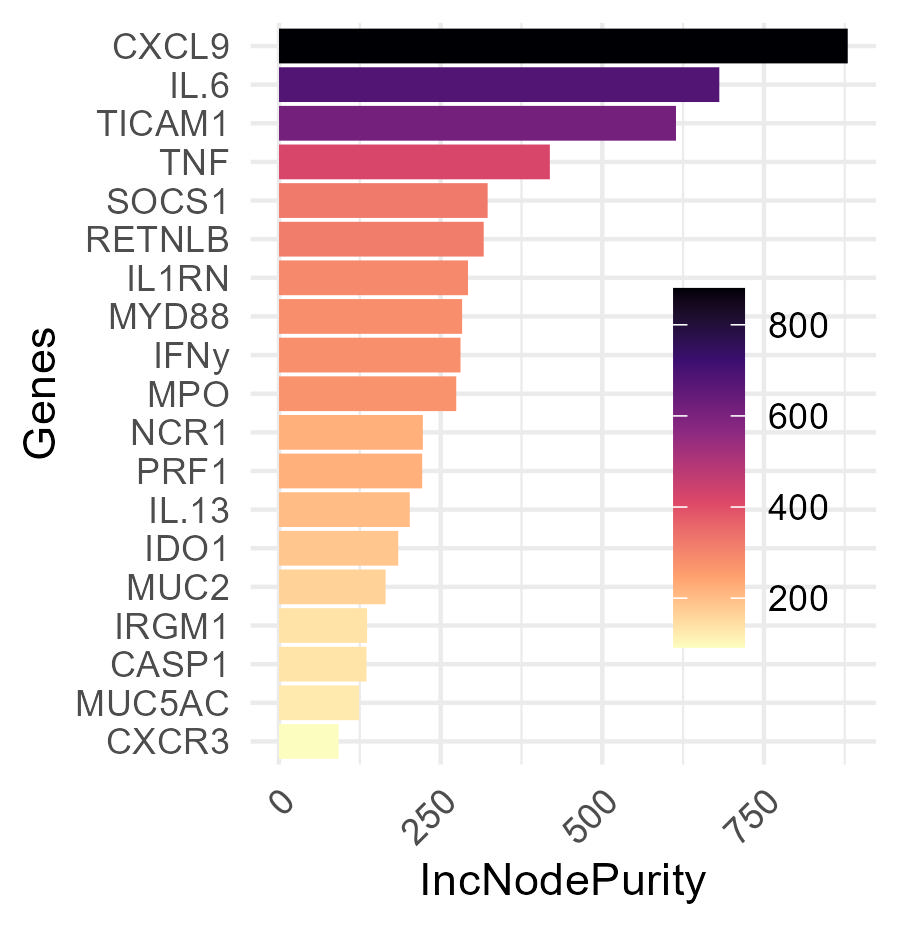 CXCL9
IL.6
TICAM1
TNF
SOCS1
RETNLB
IL1RN
MYD88
IFNy
MPO
NCR1
PRF1
IL.13
IDO1
MUC2
IRGM1
CASP1
MUC5AC
CXCR3
Genes
800
600
400
200
0
250
500
750
IncNodePurity